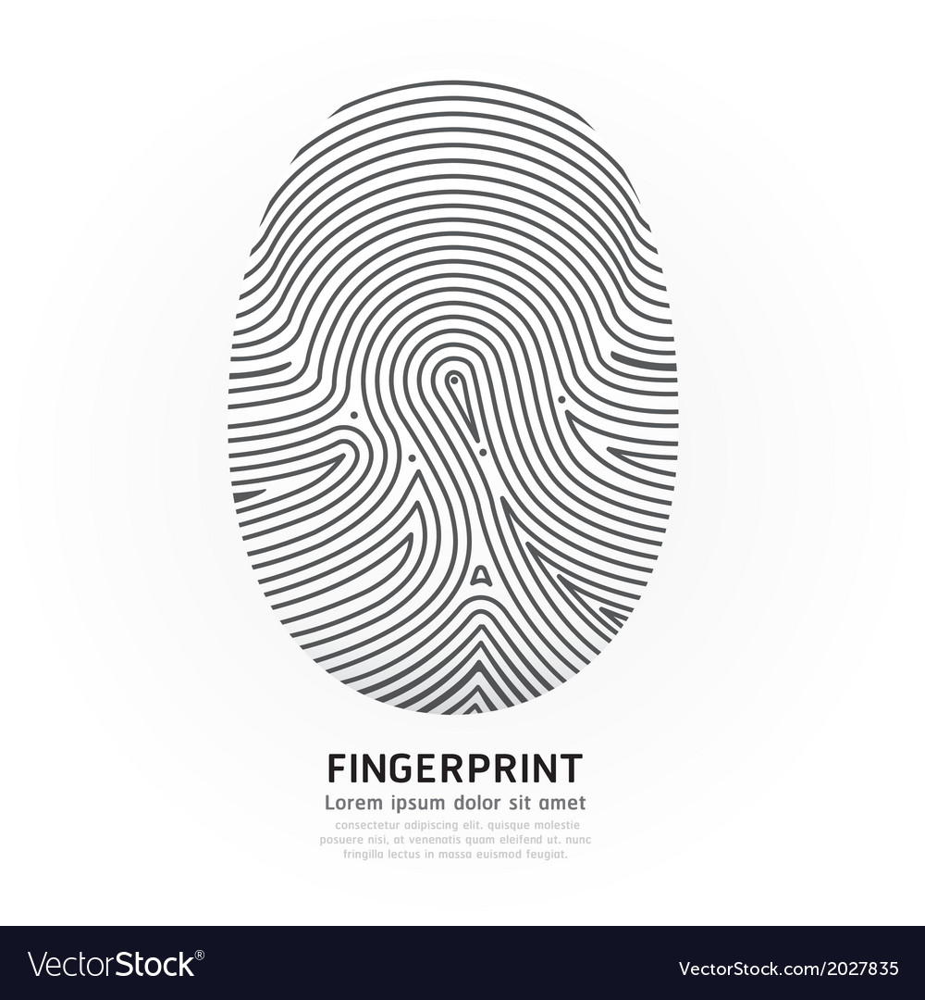 FINGERPRINT
Lorem ipsum dolor sit amet
consectetur adipiscing elit. quisque molestie
posuere nisi, at venenatis quam eleifend ut. nunc
fringilla lectus in massa euismod feugiat.
VectorStock®
VectorStock.com/2027835